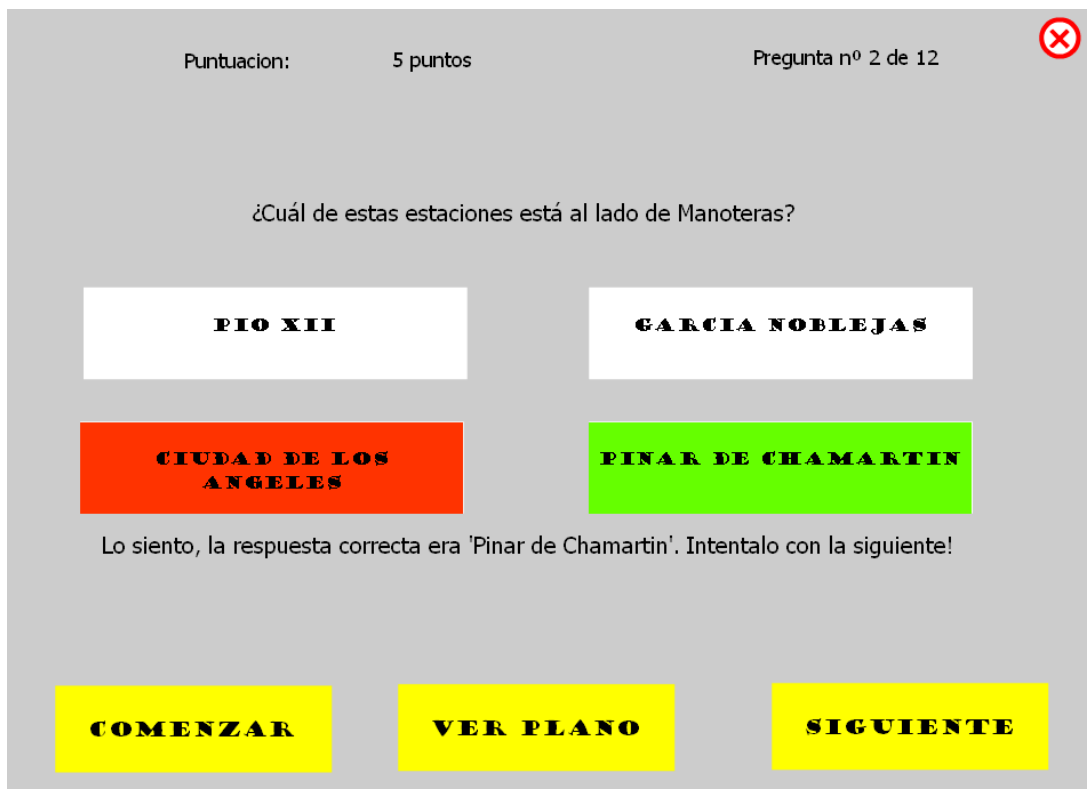 Puntuacion: 5 puntos Pregunta nº 2 de 12
¿Cuál de estas estaciones está al lado de Manoteras?
PIO XII
GARCIA NOBLEJAS
CIUDAD DE LOS
ANGELES
PINAR DE CHAMARTIN
Lo siento, la respuesta correcta era 'Pinar de Chamartin'. Intentalo con la siguiente!
COMENZAR
VER PLANO
SIGUIENTE